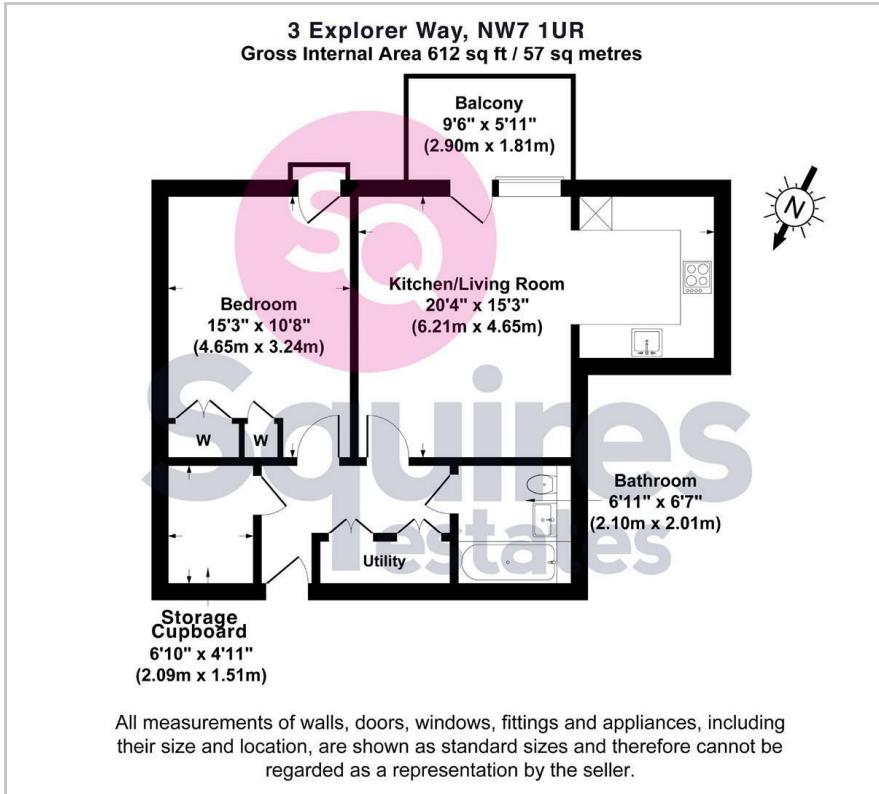 3 Explorer Way, NW7 1UR
Gross Internal Area 612 sq ft / 57 sq metres
Balcony
9'6" x 5'11"
(2.90m x 1.81m)
N
SQ
Kitchen/Living Room
20'4" x 15'3"
(6.21m x 4.65m)
Bedroom
15'3" x 10'8"
(4.65m x 3.24m)
Squires
estates
W
W
Bathroom
6'11" x 6'7"
(2.10m x 2.01m)
Utility
Storage
Cupboard
6'10" x 4'11"
(2.09m x 1.51m)
All measurements of walls, doors, windows, fittings and appliances, including
their size and location, are shown as standard sizes and therefore cannot be
regarded as a representation by the seller.